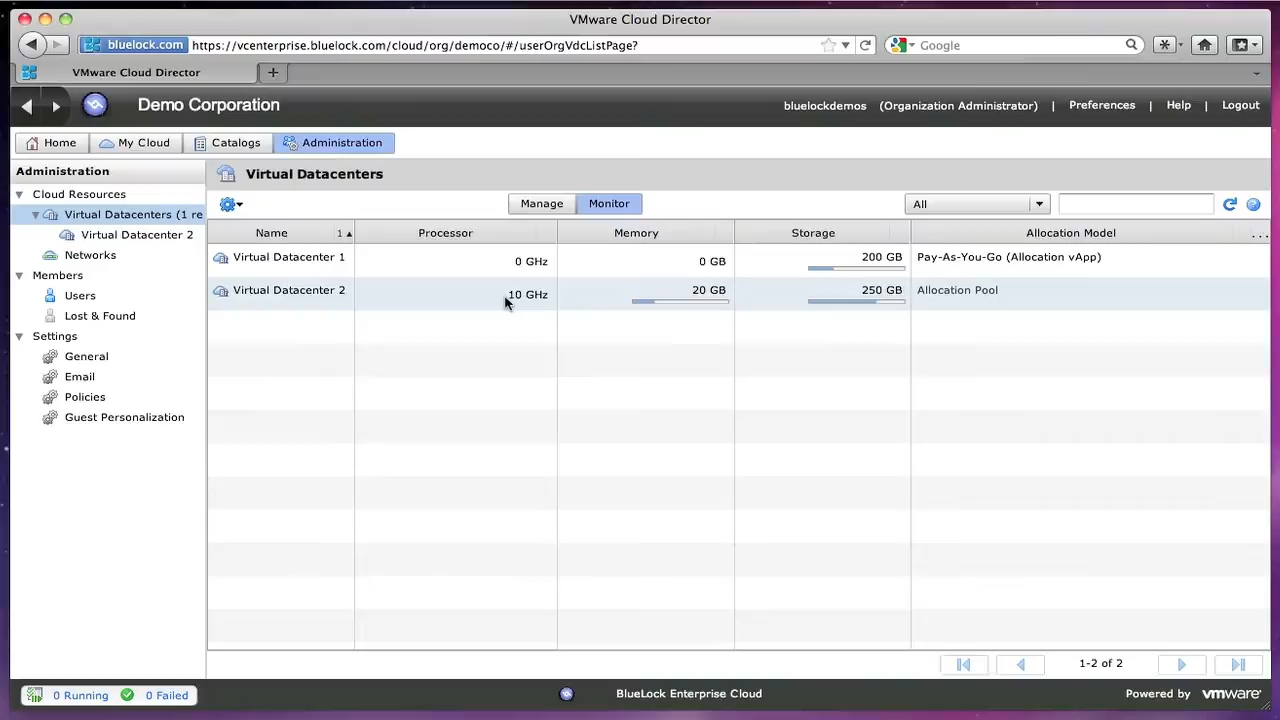 VMware Cloud Director
bluelock.com https://vcenterprise.bluelock.com/cloud/org/democo/#/userOrgVdcListPage? Google
VMware Cloud Director
Demo Corporation bluelockdemos (Organization Administrator) | Preferences | Help | Logout
Home My Cloud Catalogs Administration
Administration Virtual Datacenters
Cloud Resources
Manage Monitor All
Virtual Datacenters (1 re
Name 1 Processor Memory Storage Allocation Model ...
Virtual Datacenter 2
Virtual Datacenter 1 0 GHz 0 GB 200 GB Pay-As-You-Go (Allocation vApp)
Networks
Members
Virtual Datacenter 2 10 GHz 20 GB 250 GB Allocation Pool
Users
Lost & Found
Settings
General
Email
Policies
Guest Personalization
1-2 of 2
0 Running 0 Failed BlueLock Enterprise Cloud Powered by vmware